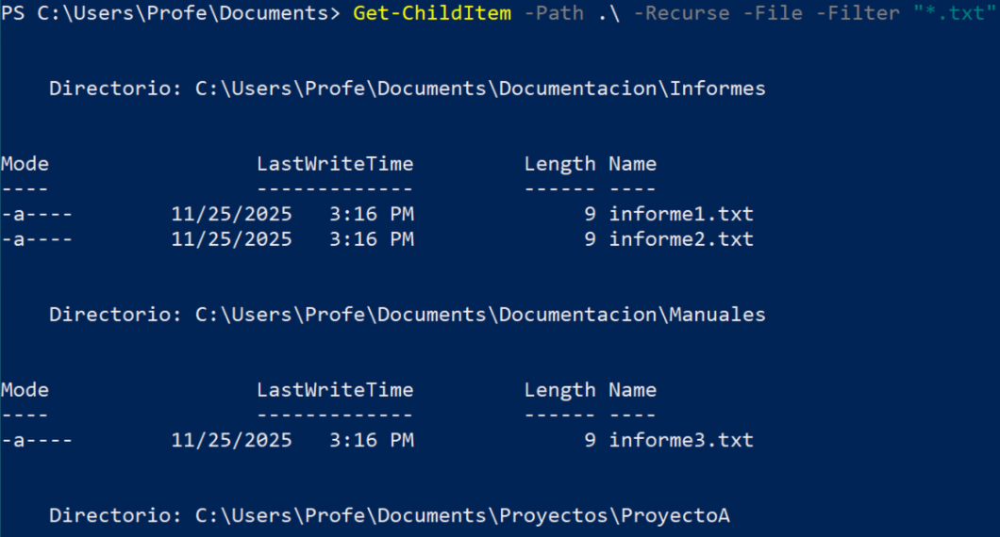 PS C:\Users\Profe\Documents> Get-ChildItem -Path .\ -Recurse -File -Filter "*.txt"
Directorio: C:\Users\Profe\Documents\Documentacion\Informes
Mode LastWriteTime Length Name
---- ------------- ------ ----
-a---- 11/25/2025 3:16 PM 9 informe1.txt
-a---- 11/25/2025 3:16 PM 9 informe2.txt
Directorio: C:\Users\Profe\Documents\Documentacion\Manuales
Mode LastWriteTime Length Name
---- ------------- ------ ----
-a---- 11/25/2025 3:16 PM 9 informe3.txt
Directorio: C:\Users\Profe\Documents\Proyectos\ProyectoA